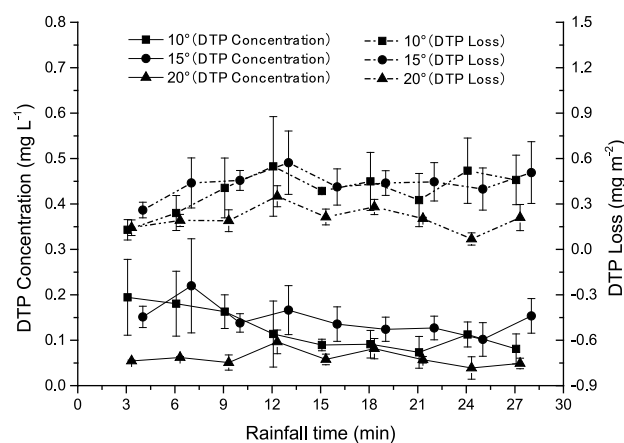 0.8
0.7
0.6
0.5
0.4
0.3
0.2
0.1
0.0
DTP Concentration (mg L⁻¹)
10°(DTP Concentration)
15°(DTP Concentration)
20°(DTP Concentration)
10°(DTP Loss)
15°(DTP Loss)
20°(DTP Loss)
1.5
1.2
0.9
0.6
0.3
0.0
-0.3
-0.6
-0.9
DTP Loss (mg m⁻²)
0 3 6 9 12 15 18 21 24 27 30
Rainfall time (min)